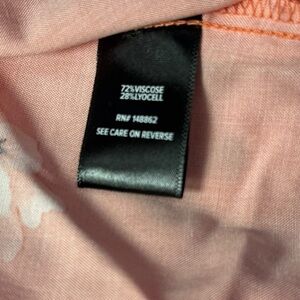 72%VISCOSE
28%LYOCELL
RN# 148862
SEE CARE ON REVERSE